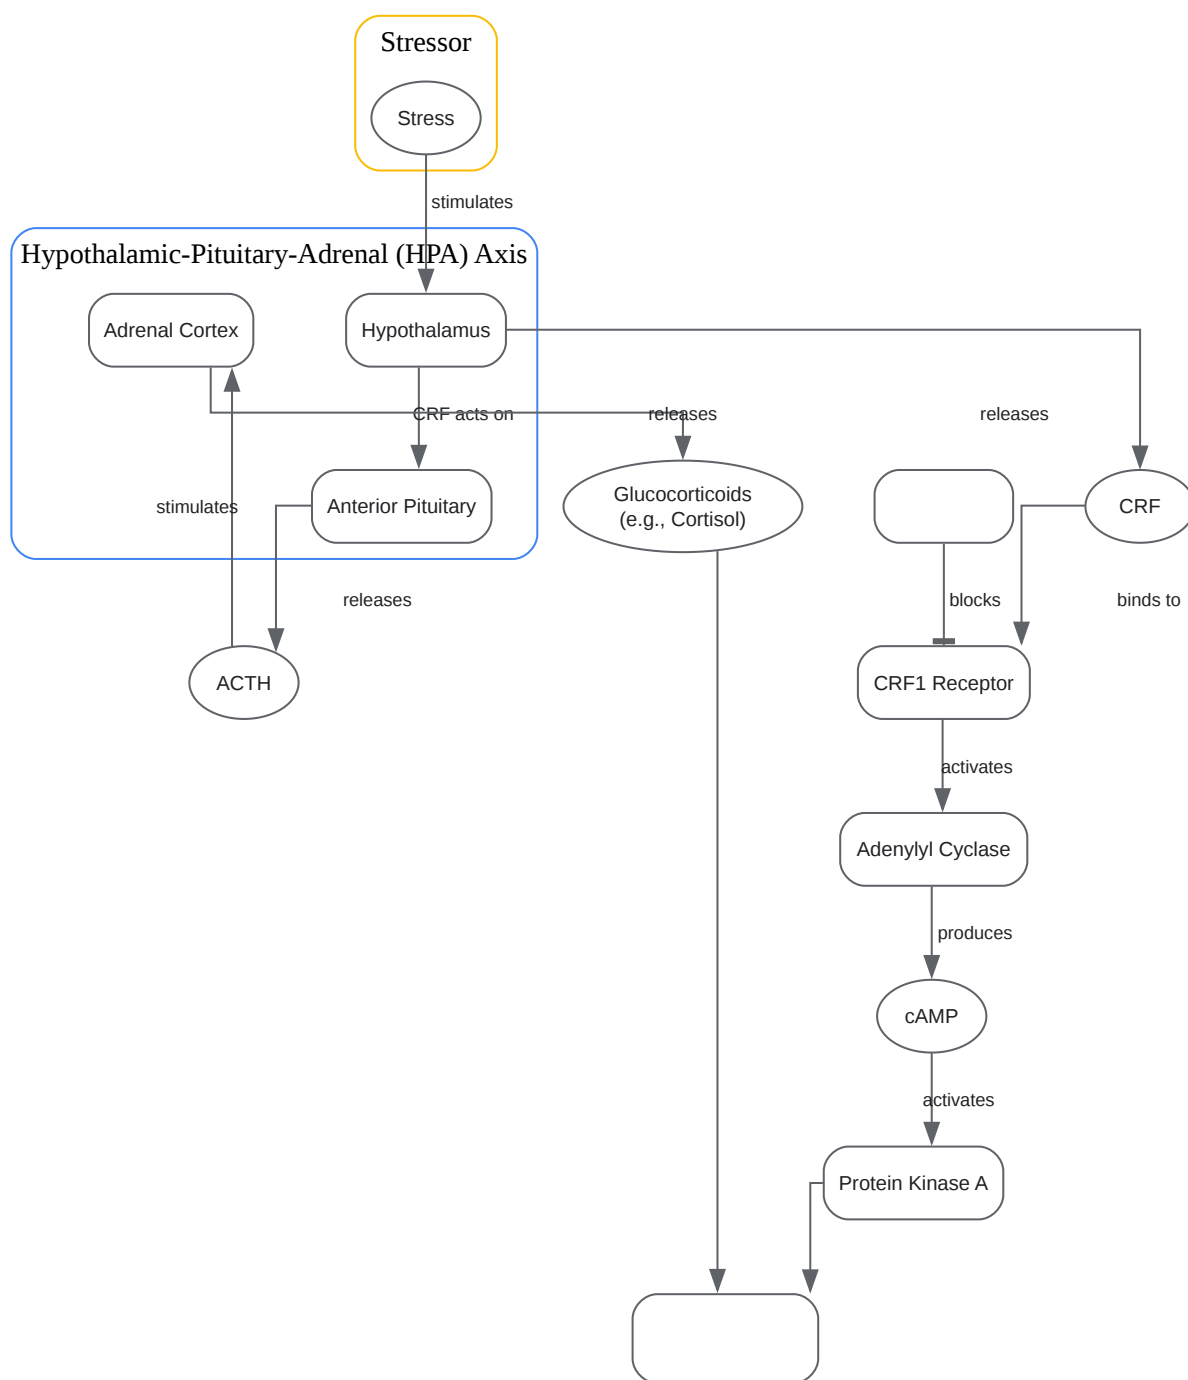 Stressor
Stress
stimulates
Hypothalamic-Pituitary-Adrenal (HPA) Axis
Adrenal Cortex
Hypothalamus
CRF acts on
releases
releases
stimulates
Anterior Pituitary
Glucocorticoids
(e.g., Cortisol)
CRF
releases
blocks
binds to
ACTH
CRF1 Receptor
activates
Adenylyl Cyclase
produces
cAMP
activates
Protein Kinase A